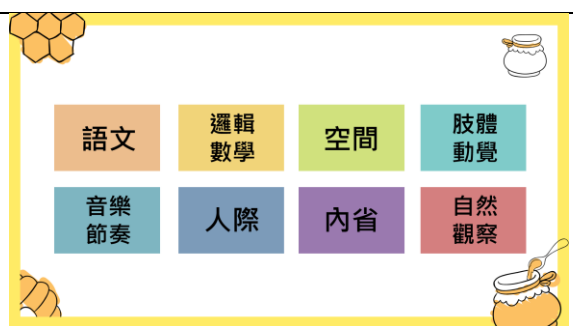 語文
邏輯
數學
空間
肢體
動覺
音樂
節奏
人際
內省
自然
觀察